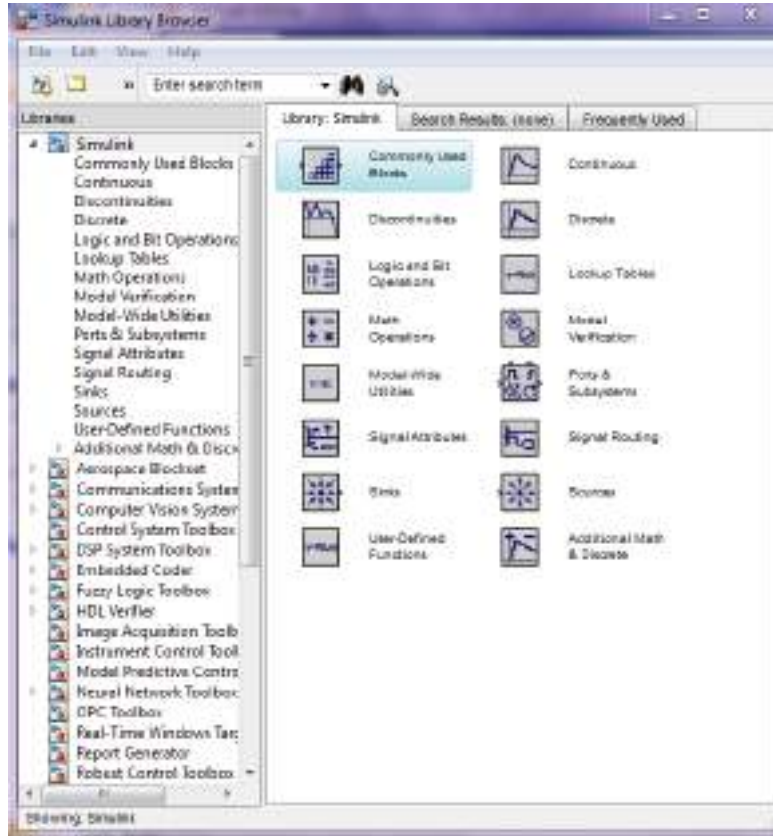 Simulink Library Browser
File Edit View Help
» Enter search term
Libraries
Simulink
Commonly Used Blocks
Continuous
Discontinuities
Discrete
Logic and Bit Operations
Lookup Tables
Math Operations
Model Verification
Model-Wide Utilities
Ports & Subsystems
Signal Attributes
Signal Routing
Sinks
Sources
User-Defined Functions
Additional Math & Discr
Aerospace Blockset
Communications System
Computer Vision System
Control System Toolbox
DSP System Toolbox
Embedded Coder
Fuzzy Logic Toolbox
HDL Verifier
Image Acquisition Toolb
Instrument Control Tool
Model Predictive Contro
Neural Network Toolbox
OPC Toolbox
Real-Time Windows Targ
Report Generator
Robust Control Toolbox
Library: Simulink Search Results: (none) Frequently Used
Commonly Used
Blocks
Continuous
Discontinuities
Discrete
Logic and Bit
Operations
Lookup Tables
Math
Operations
Model
Verification
Model-Wide
Utilities
Ports &
Subsystems
Signal Attributes
Signal Routing
Sinks
Sources
User-Defined
Functions
Additional Math
& Discrete
Showing: Simulink